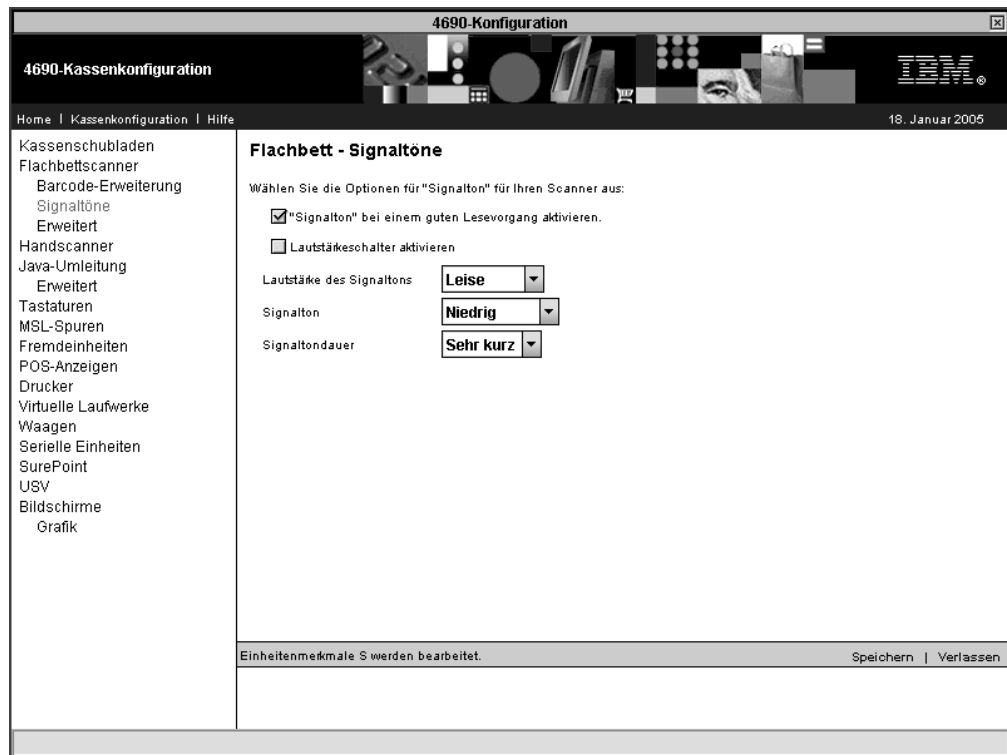 4690-Konfiguration
4690-Kassenkonfiguration
IBM®
Home | Kassenkonfiguration | Hilfe
18. Januar 2005
Kassenschubladen
Flachbettscanner
Barcode-Erweiterung
Signaltöne
Erweitert
Handscanner
Java-Umleitung
Erweitert
Tastaturen
MSL-Spuren
Fremdeinheiten
POS-Anzeigen
Drucker
Virtuelle Laufwerke
Waagen
Serielle Einheiten
SurePoint
USV
Bildschirme
Grafik
Flachbett - Signaltöne
Wählen Sie die Optionen für "Signalton" für Ihren Scanner aus:
"Signalton" bei einem guten Lesevorgang aktivieren.
Lautstärkeschalter aktivieren
Lautstärke des Signaltons Leise
Signalton Niedrig
Signaltondauer Sehr kurz
Einheitenmerkmale S werden bearbeitet.
Speichern | Verlassen